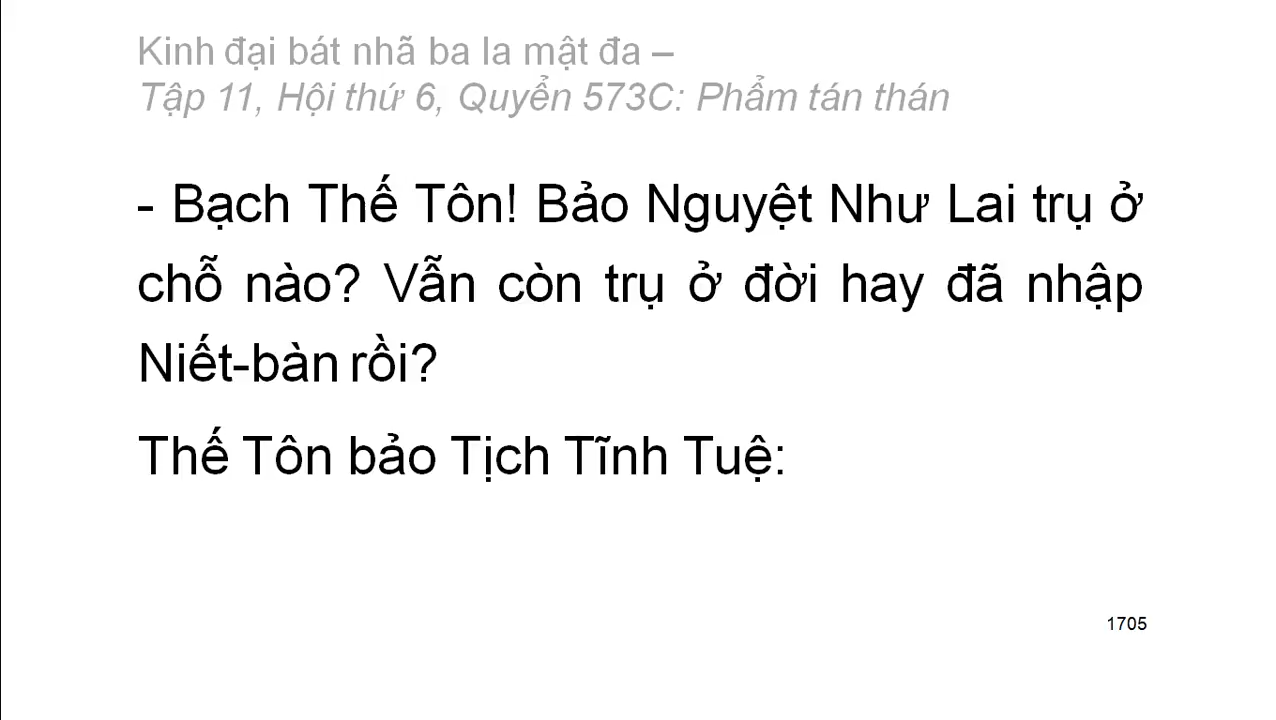 Kinh đại bát nhã ba la mật đa –
Tập 11, Hội thứ 6, Quyển 573C: Phẩm tán thán
- Bạch Thế Tôn! Bảo Nguyệt Như Lai trụ ở
chỗ nào? Vẫn còn trụ ở đời hay đã nhập
Niết-bàn rồi?
Thế Tôn bảo Tịch Tĩnh Tuệ:
1705